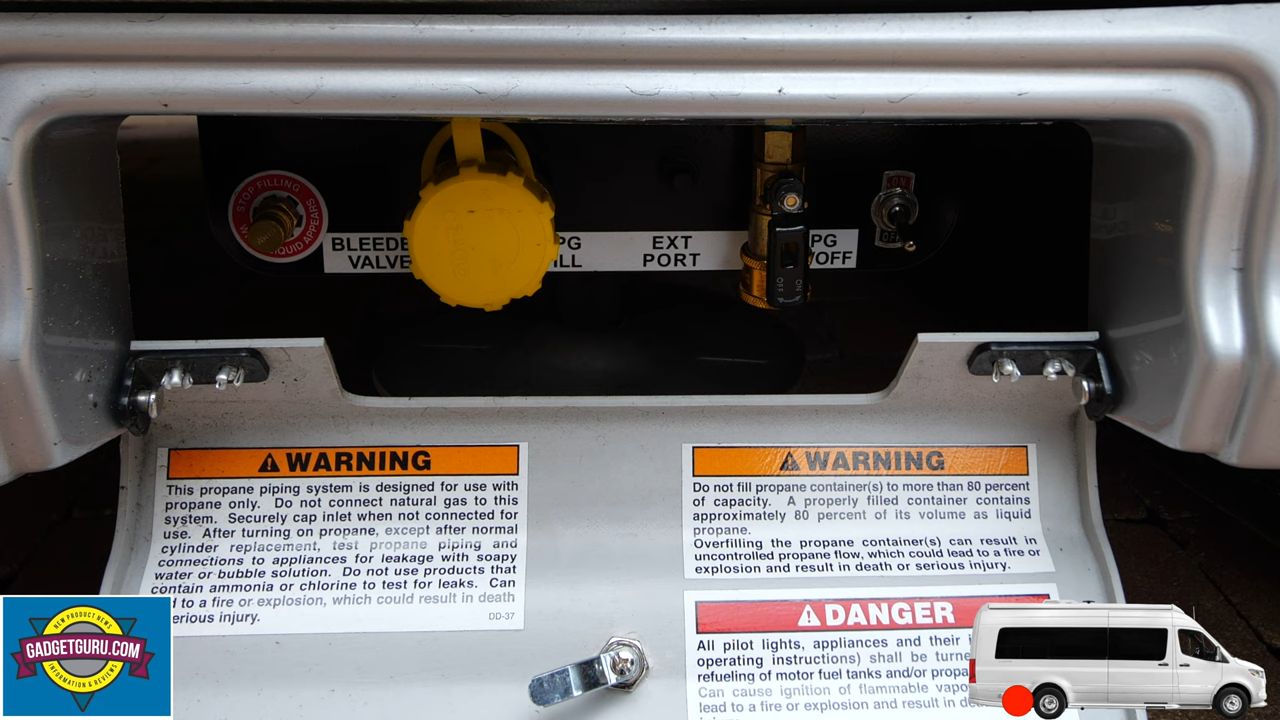 STOP FILLING
LIQUID APPEARS
BLEEDE
VALVE
PG
ILL
EXT
PORT
PG
/OFF
ON
OFF
ON
OFF
WARNING
This propane piping system is designed for use with
propane only. Do not connect natural gas to this
system. Securely cap inlet when not connected for
use. After turning on propane, except after normal
cylinder replacement, test propane piping and
connections to appliances for leakage with soapy
water or bubble solution. Do not use products that
contain ammonia or chlorine to test for leaks. Can
d to a fire or explosion, which could result in death
erious injury.
DD-37
WARNING
Do not fill propane container(s) to more than 80 percent
of capacity. A properly filled container contains
approximately 80 percent of its volume as liquid
propane.
Overfilling the propane container(s) can result in
uncontrolled propane flow, which could lead to a fire or
explosion and result in death or serious injury.
DANGER
All pilot lights, appliances and their i
operating instructions) shall be turne
refueling of motor fuel tanks and/or propa
Can cause ignition of flammable vapo
lead to a fire or explosion and result in de
NEW PRODUCT NEWS
GADGETGURU.COM
INFORMATION & REVIEWS